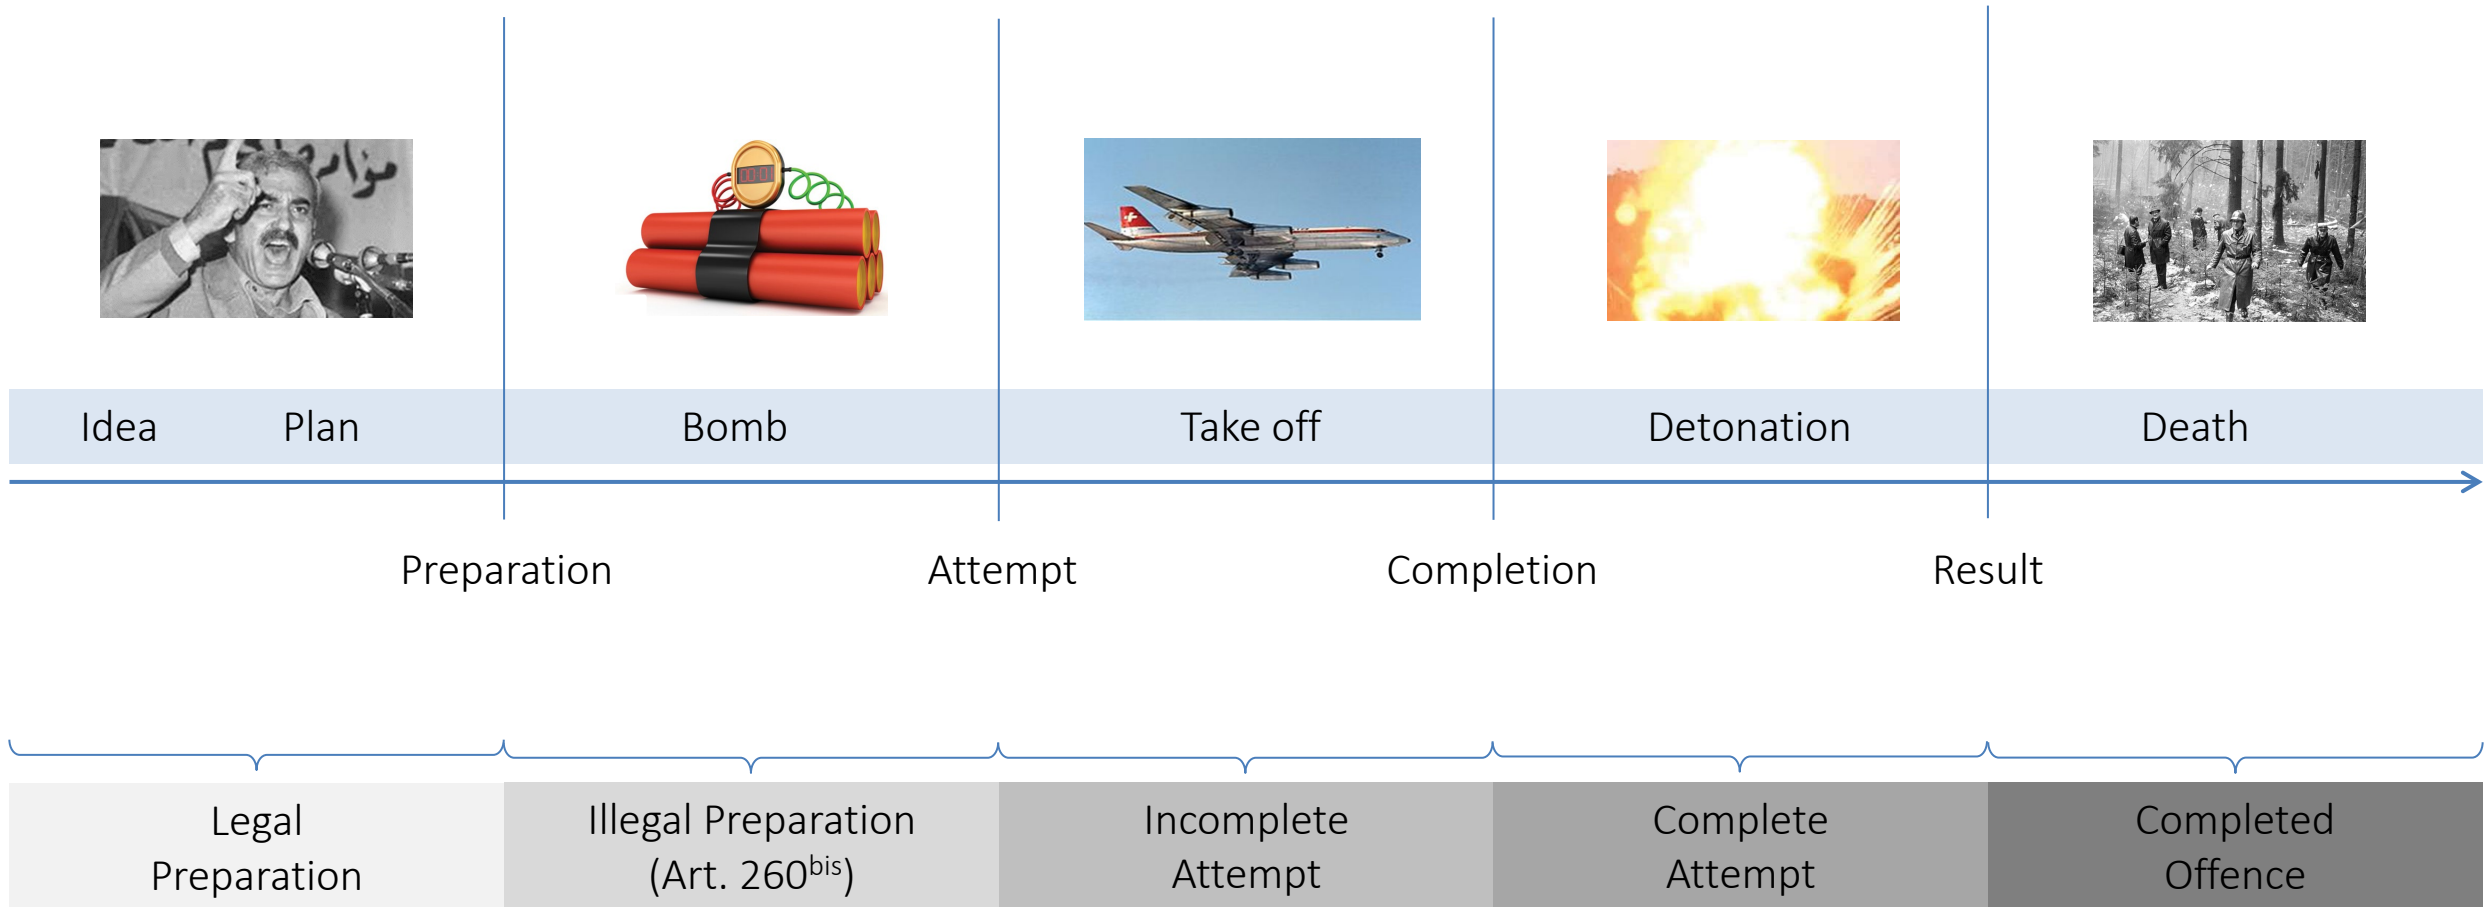 Idea Plan Bomb Take off Detonation Death
Preparation Attempt Completion Result
Legal
Preparation
Illegal Preparation
(Art. 260bis)
Incomplete
Attempt
Complete
Attempt
Completed
Offence